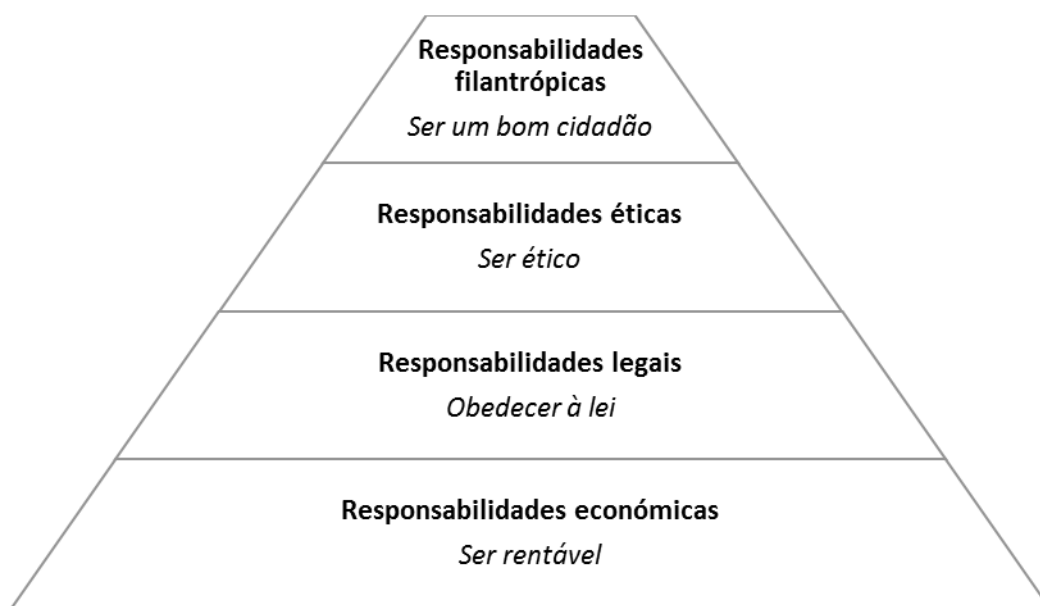 Responsabilidades
filantrópicas
Ser um bom cidadão
Responsabilidades éticas
Ser ético
Responsabilidades legais
Obedecer à lei
Responsabilidades económicas
Ser rentável